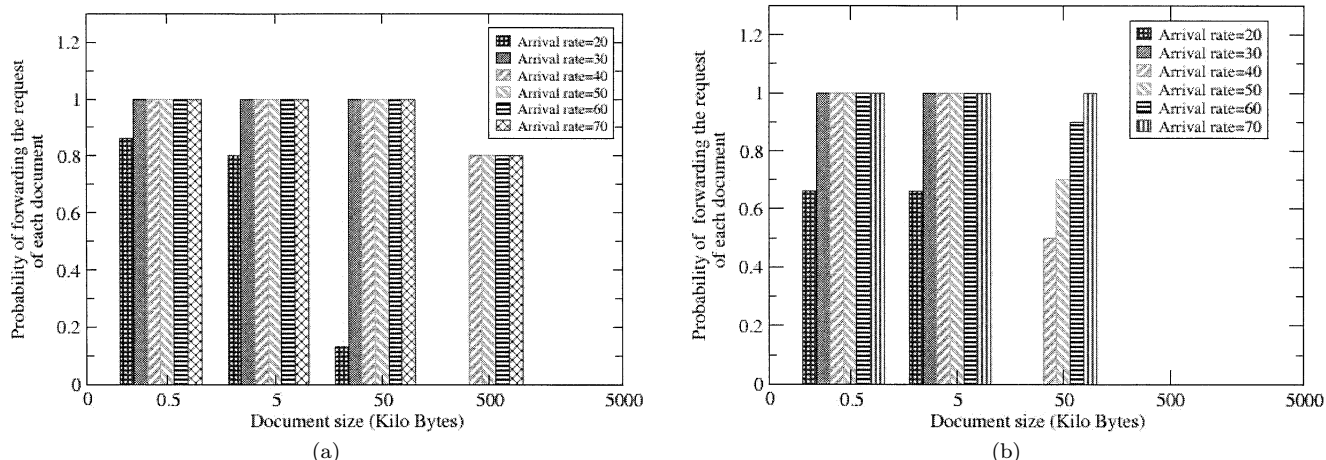 Probability of forwarding the request
of each document
1.2
1
0.8
0.6
0.4
0.2
0
Arrival rate=20
Arrival rate=30
Arrival rate=40
Arrival rate=50
Arrival rate=60
Arrival rate=70
0 0.5 5 50 500 5000
Document size (Kilo Bytes)
(a)
Probability of forwarding the request
of each document
1.2
1
0.8
0.6
0.4
0.2
0
Arrival rate=20
Arrival rate=30
Arrival rate=40
Arrival rate=50
Arrival rate=60
Arrival rate=70
0 0.5 5 50 500 5000
Document size (Kilo Bytes)
(b)